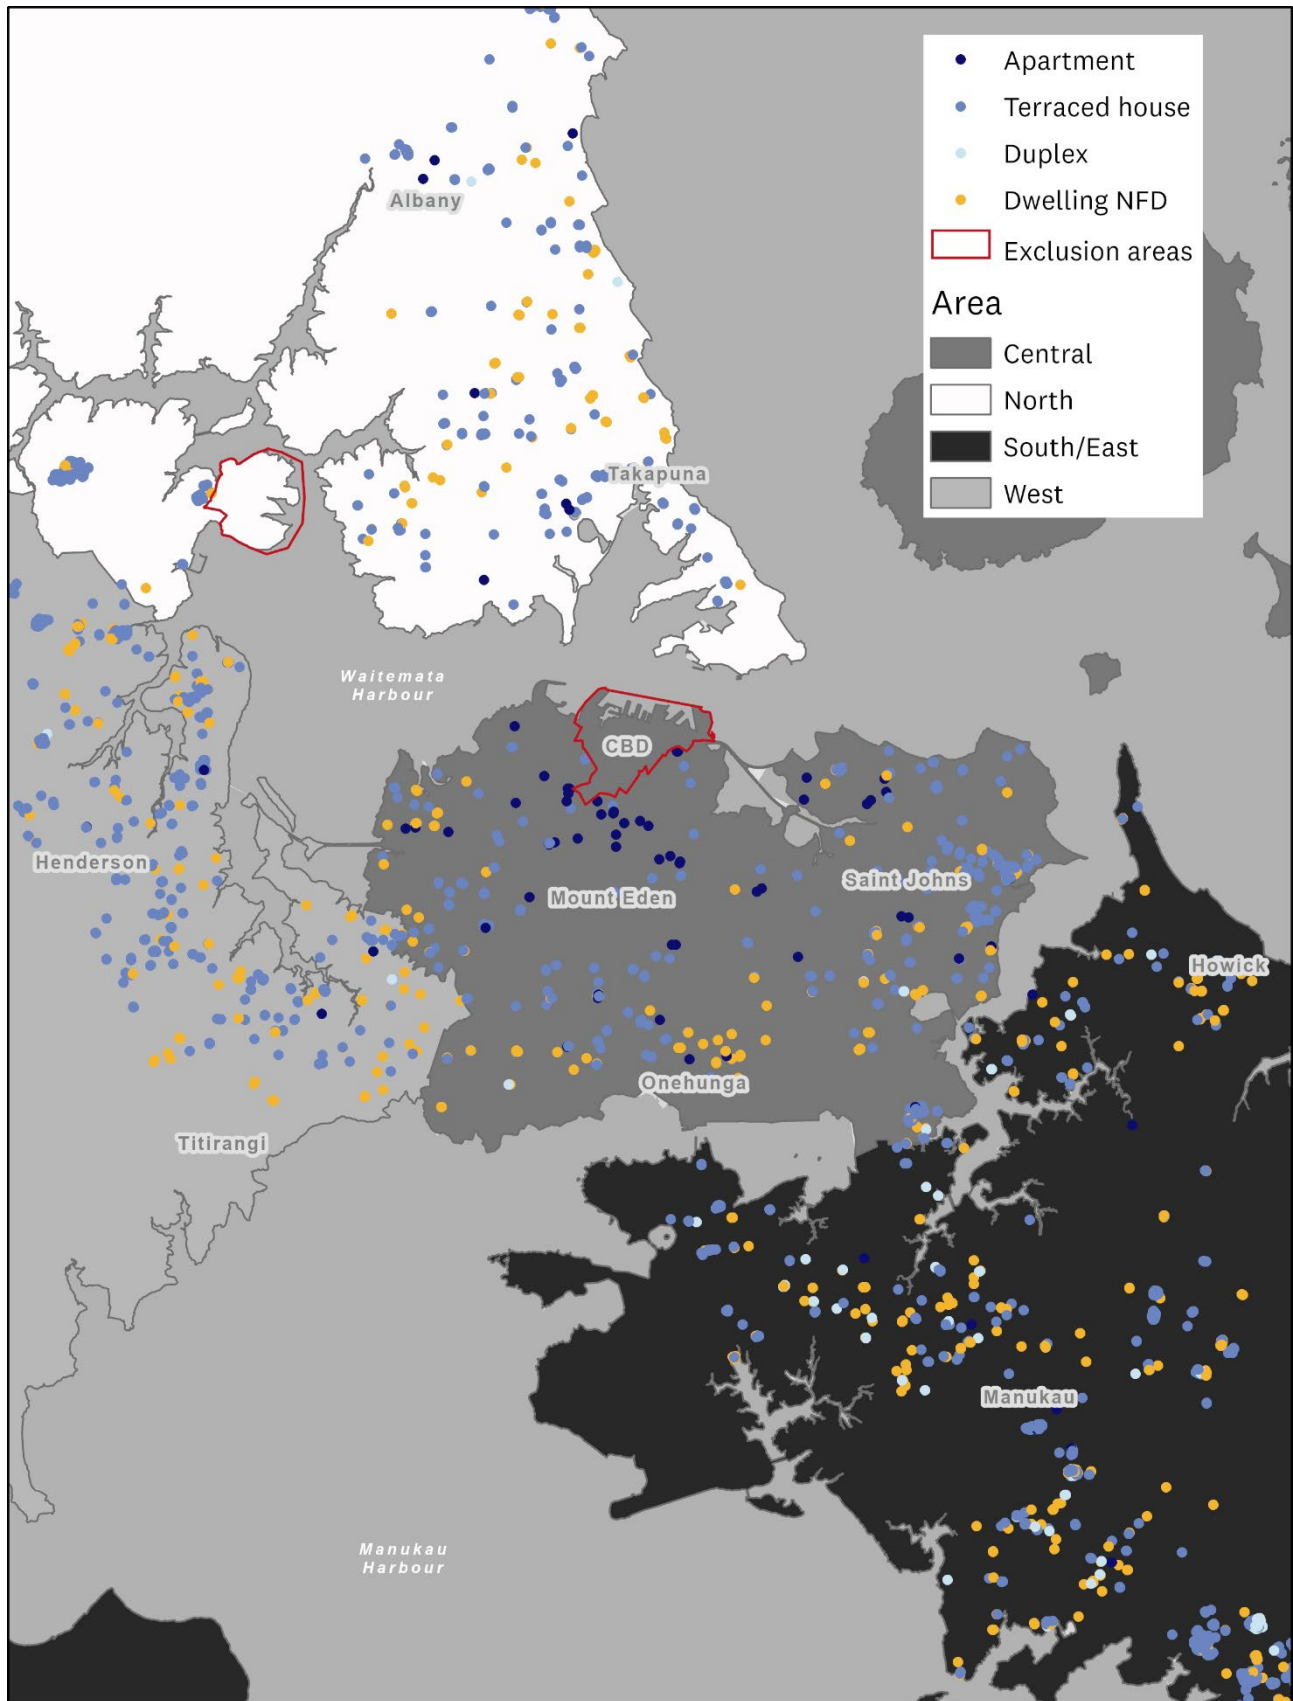 Apartment
Terraced house
Duplex
Dwelling NFD
Exclusion areas
Area
Central
North
South/East
West
Albany
Takapuna
Waitemata
Harbour
CBD
Henderson
Mount Eden
Saint Johns
Howick
Onehunga
Titirangi
Manukau
Manukau
Harbour